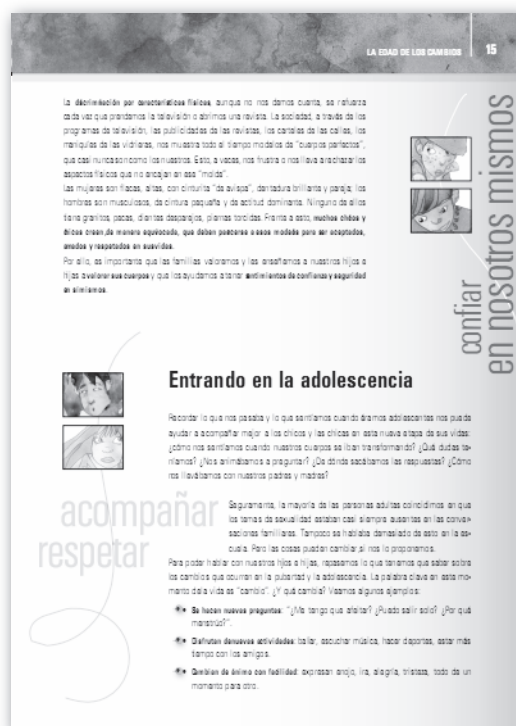 LA EDAD DE LOS CAMBIOS 15
La discriminación por características físicas, aunque no nos damos cuenta, se refuerza
cada vez que prendemos la televisión o abrimos una revista. La sociedad, a través de los
programas de televisión, las publicidades de las revistas, los carteles de las calles, los
maniquíes de las vidrieras, nos muestra todo el tiempo modelos de "cuerpos perfectos",
que casi nunca son como los nuestros. Esto, a veces, nos frustra o nos lleva a rechazar los
aspectos físicos que no encajan en ese "molde".
Las mujeres son flacas, altas, con cinturita "de avispa", dentadura brillante y pareja; los
hombres son musculosos, de cintura pequeña y de actitud dominante. Ninguno de ellos
tiene granitos, pecas, dientes desparejos, piernas torcidas. Frente a esto, muchos chicos y
chicas creen, de manera equivocada, que deben parecerse a esos modelos para ser aceptados,
amados y respetados en sus vidas.
Por ello, es importante que las familias valoremos y les enseñemos a nuestros hijos e
hijas a valorar sus cuerpos y que los ayudemos a tener sentimientos de confianza y seguridad
en sí mismos.
confiar
en nosotros mismos
Entrando en la adolescencia
Recordar lo que nos pasaba y lo que sentíamos cuando éramos adolescentes nos puede
ayudar a acompañar mejor a los chicos y las chicas en esta nueva etapa de sus vidas:
¿cómo nos sentíamos cuando nuestros cuerpos se iban transformando? ¿Qué dudas te-
níamos? ¿Nos animábamos a preguntar? ¿De dónde sacábamos las respuestas? ¿Cómo
nos llevábamos con nuestros padres y madres?
acompañar
respetar
Seguramente, la mayoría de las personas adultas coincidimos en que
los temas de sexualidad estaban casi siempre ausentes en las conver-
saciones familiares. Tampoco se hablaba demasiado de esto en la es-
cuela. Pero las cosas pueden cambiar, si nos lo proponemos.
Para poder hablar con nuestros hijos e hijas, repasemos lo que tenemos que saber sobre
los cambios que ocurren en la pubertad y la adolescencia. La palabra clave en este mo-
mento de la vida es "cambio". ¿Y qué cambia? Veamos algunos ejemplos:
Se hacen nuevas preguntas: "¿Me tengo que afeitar? ¿Puedo salir solo? ¿Por qué
menstrúo?".
Disfrutan de nuevas actividades: bailar, escuchar música, hacer deportes, estar más
tiempo con los amigos.
Cambian de ánimo con facilidad: expresan enojo, ira, alegría, tristeza, todo de un
momento para otro.